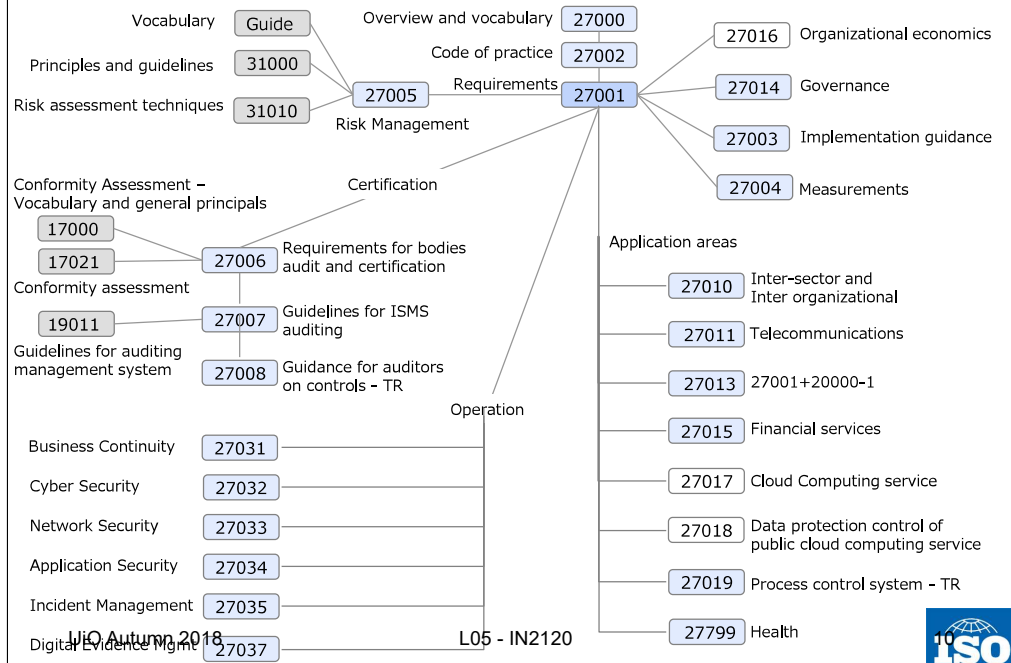 Vocabulary
Guide
Principles and guidelines
31000
Risk assessment techniques
31010
27005
Risk Management
Overview and vocabulary
27000
Code of practice
27002
Requirements
27001
27016
Organizational economics
27014
Governance
27003
Implementation guidance
27004
Measurements
Certification
Conformity Assessment –
Vocabulary and general principals
17000
17021
Conformity assessment
27006
Requirements for bodies
audit and certification
19011
Guidelines for auditing
management system
27007
Guidelines for ISMS
auditing
27008
Guidance for auditors
on controls - TR
Operation
Business Continuity
27031
Cyber Security
27032
Network Security
27033
Application Security
27034
Incident Management
27035
Digital Evidence Mgmt
27037
Application areas
27010
Inter-sector and
Inter organizational
27011
Telecommunications
27013
27001+20000-1
27015
Financial services
27017
Cloud Computing service
27018
Data protection control of
public cloud computing service
27019
Process control system – TR
27799
Health
UiO Autumn 2018
L05 - IN2120
10
ISO